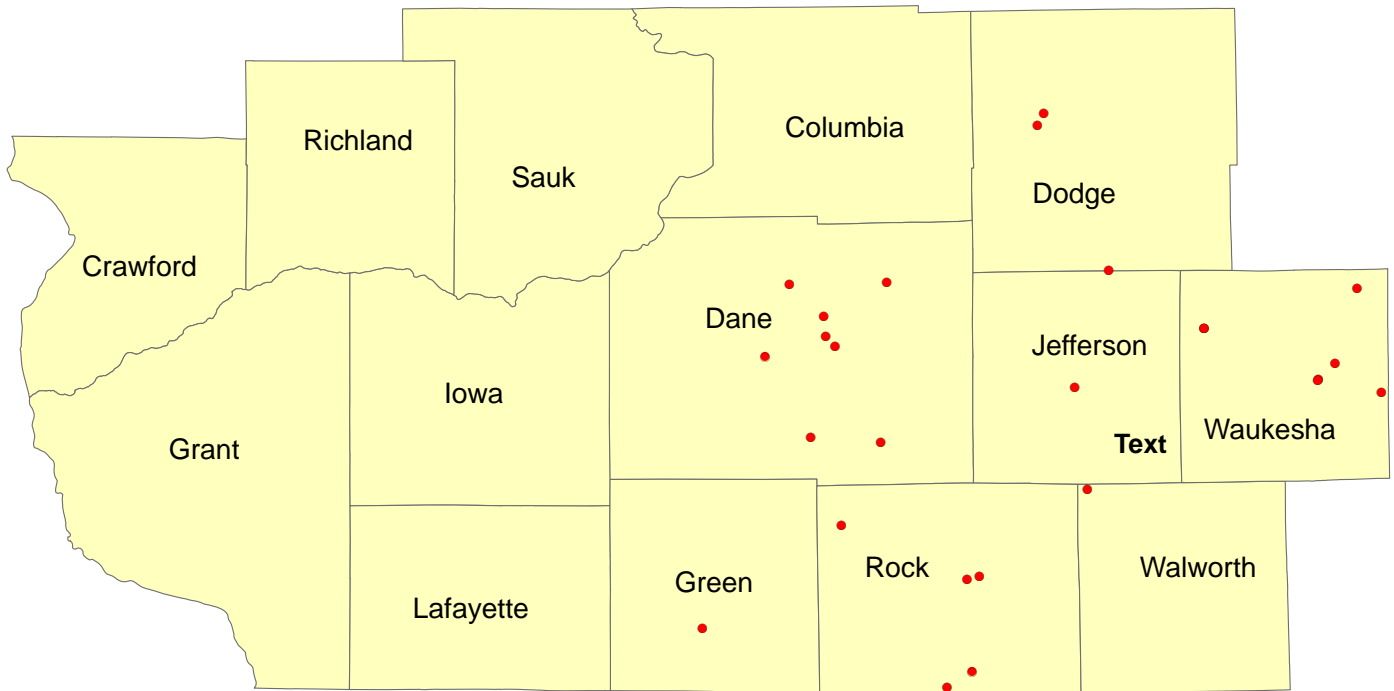 Columbia
Richland
Sauk
Dodge
Crawford
Dane
Jefferson
Iowa
Waukesha
Text
Grant
Rock
Walworth
Green
Lafayette